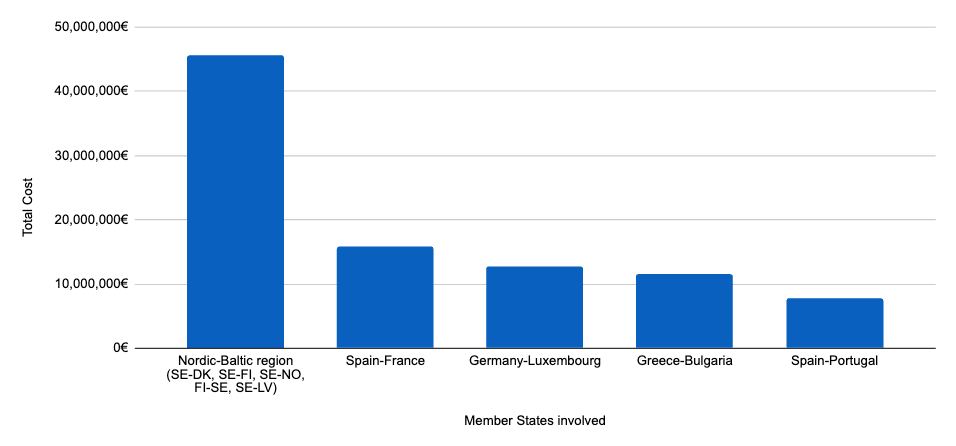 50,000,000€
40,000,000€
30,000,000€
20,000,000€
10,000,000€
0€
Total Cost
Nordic-Baltic region
(SE-DK, SE-FI, SE-NO,
FI-SE, SE-LV)
Spain-France
Germany-Luxembourg
Greece-Bulgaria
Spain-Portugal
Member States involved